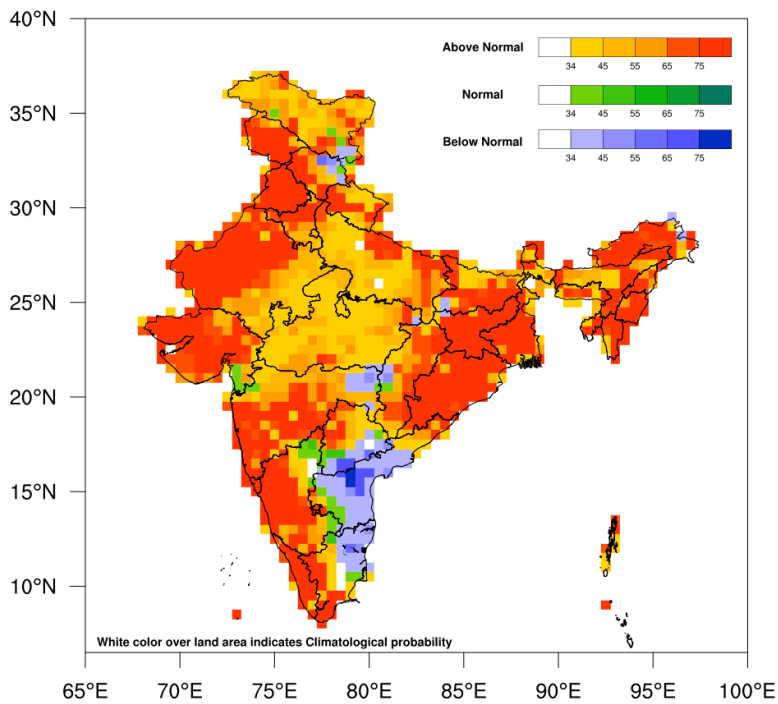 40°N
35°N
30°N
25°N
20°N
15°N
10°N
Above Normal
34 45 55 65 75
Normal
34 45 55 65 75
Below Normal
34 45 55 65 75
White color over land area indicates Climatological probability
65°E 70°E 75°E 80°E 85°E 90°E 95°E 100°E